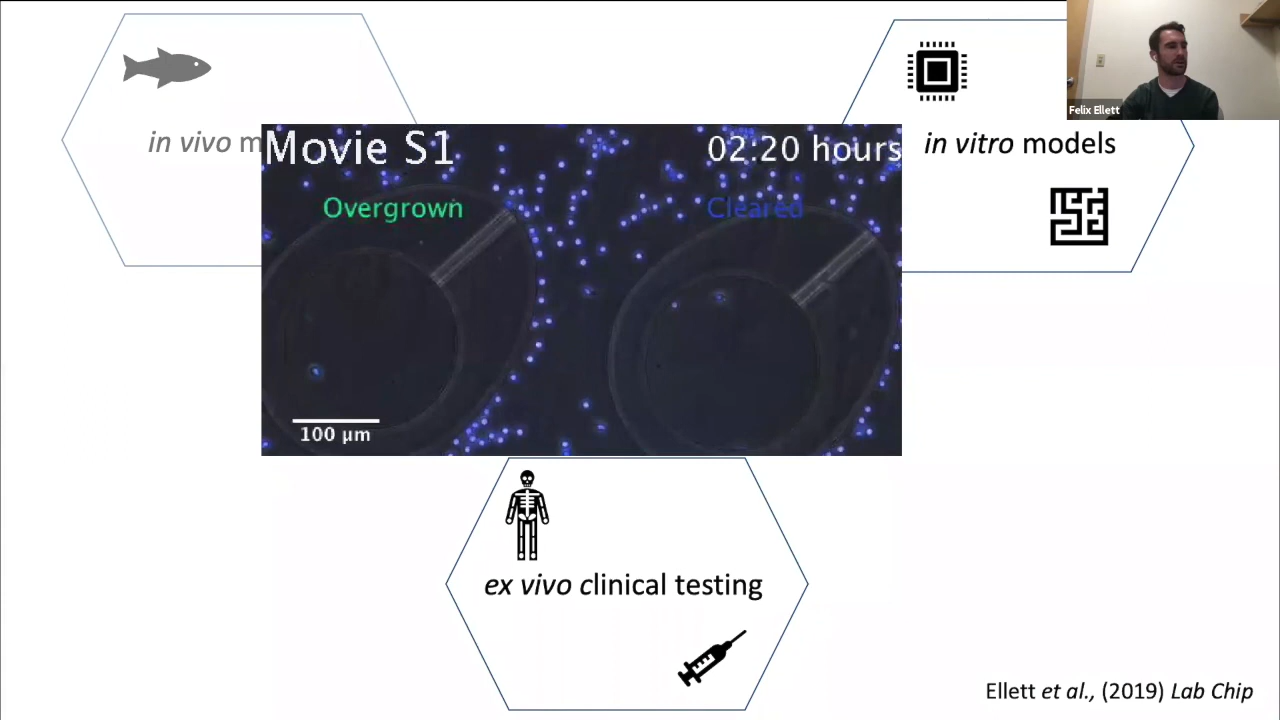 in vivo m
Movie S1
02:20 hours
Overgrown
Cleared
100 µm
Felix Ellett
in vitro models
ex vivo clinical testing
Ellett et al., (2019) Lab Chip